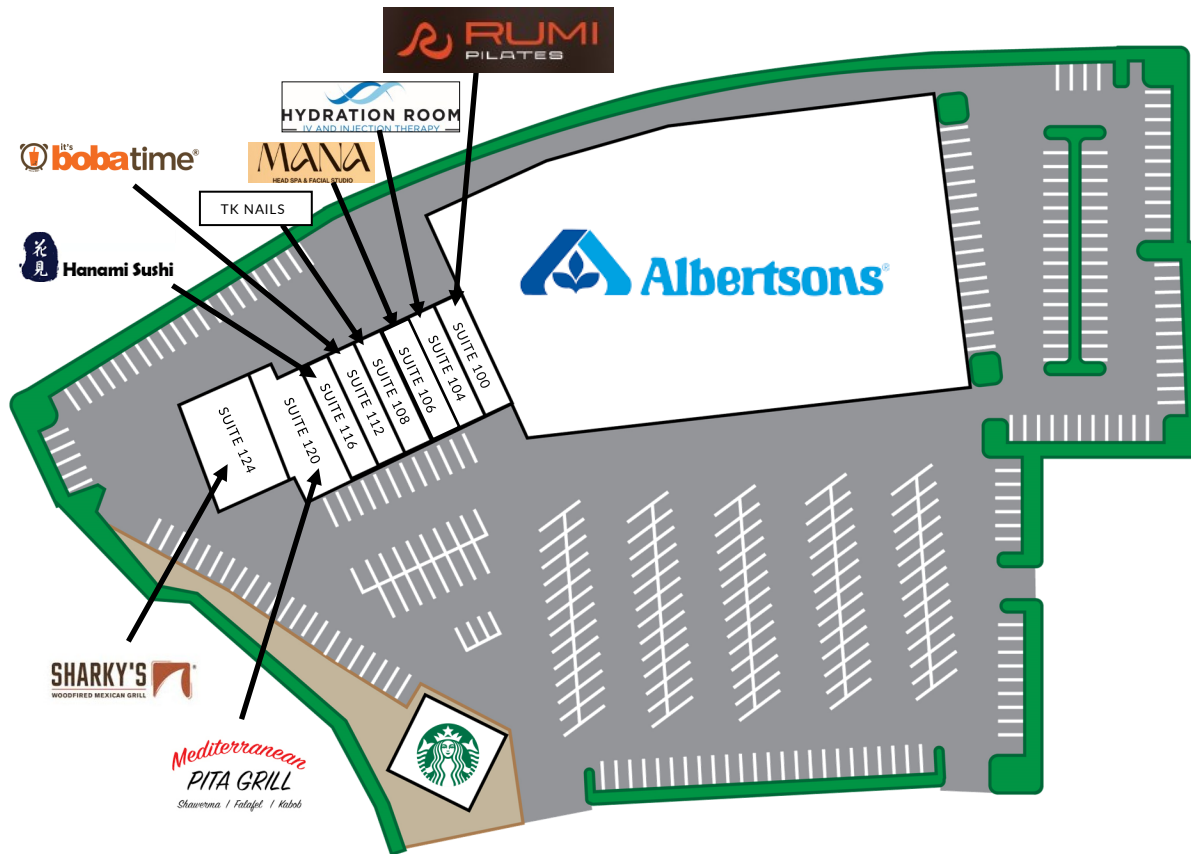 RUMI
PILATES
HYDRATION ROOM
IV AND INJECTION THERAPY
it's
bobatime®
MANA
HEAD SPA & FACIAL STUDIO
TK NAILS
花見
Hanami Sushi
Albertsons®
SUITE 100
SUITE 104
SUITE 106
SUITE 108
SUITE 112
SUITE 116
SUITE 120
SUITE 124
SHARKY'S®
WOODFIRED MEXICAN GRILL
Mediterranean
PITA GRILL
Shawerma / Falafel / Kabob